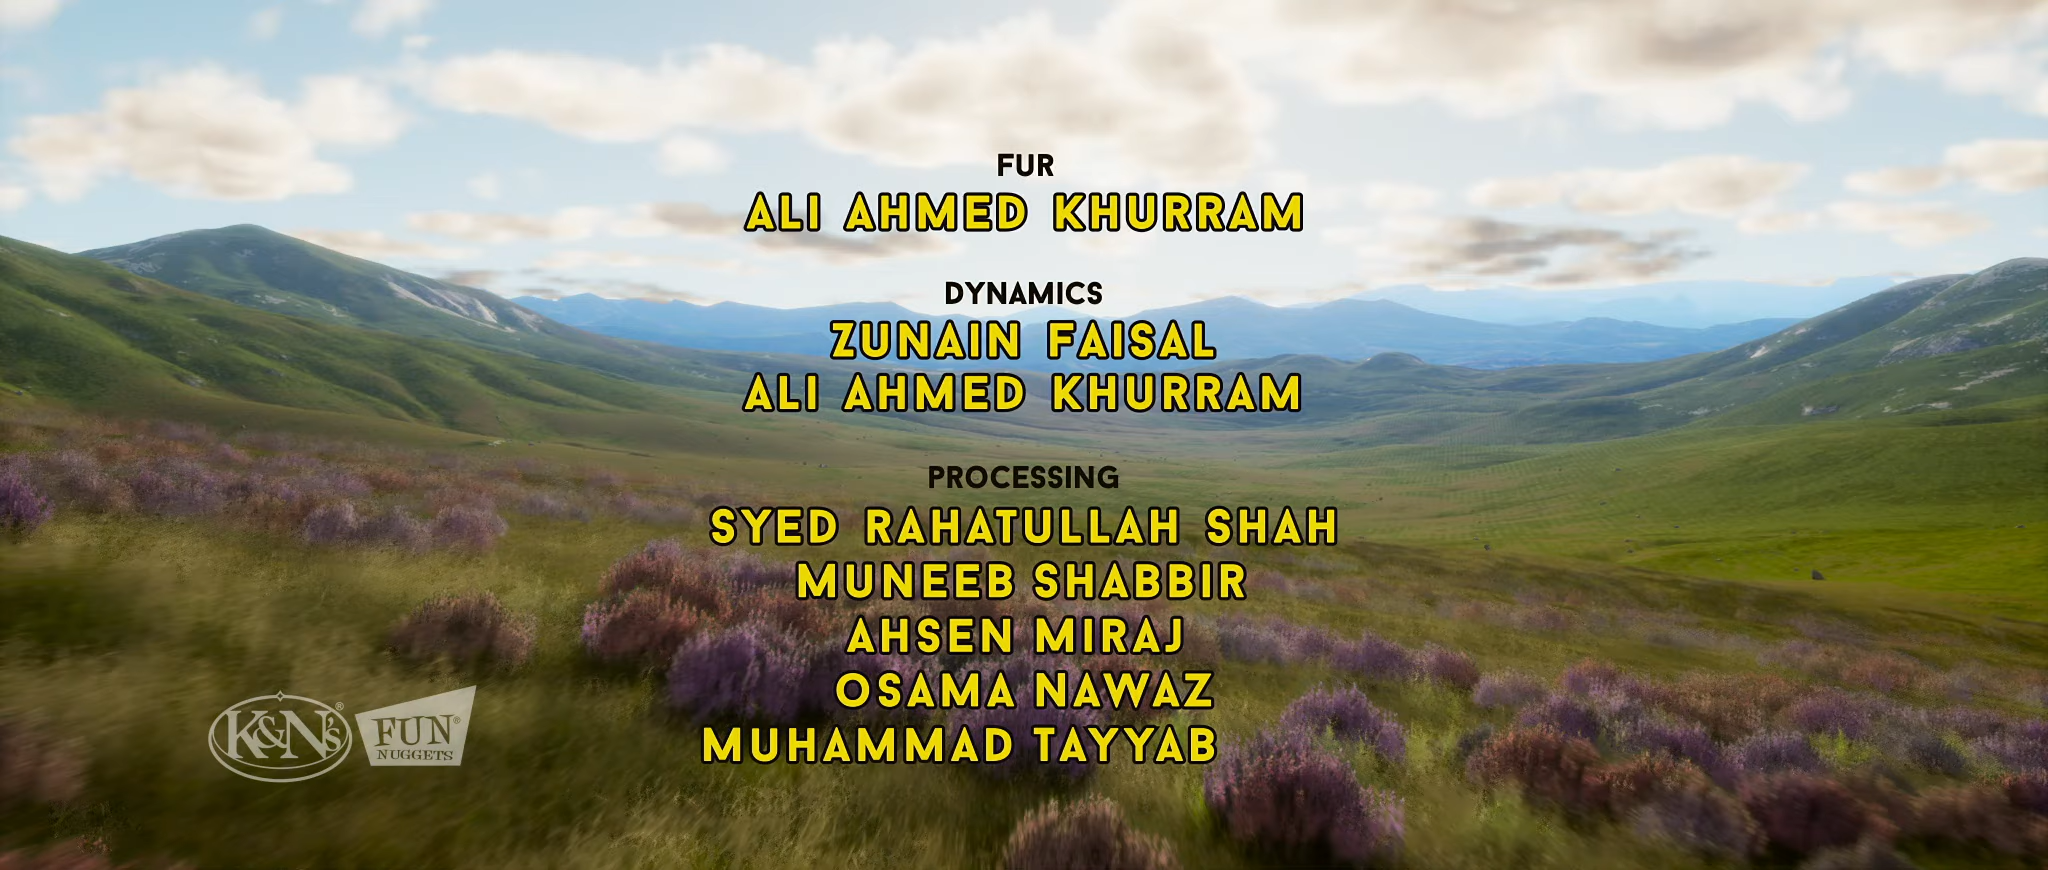 FUR
ALI AHMED KHURRAM
DYNAMICS
ZUNAIN FAISAL
ALI AHMED KHURRAM
PROCESSING
SYED RAHATULLAH SHAH
MUNEEB SHABBIR
AHSEN MIRAJ
OSAMA NAWAZ
MUHAMMAD TAYYAB
K&N's®
FUN®
NUGGETS